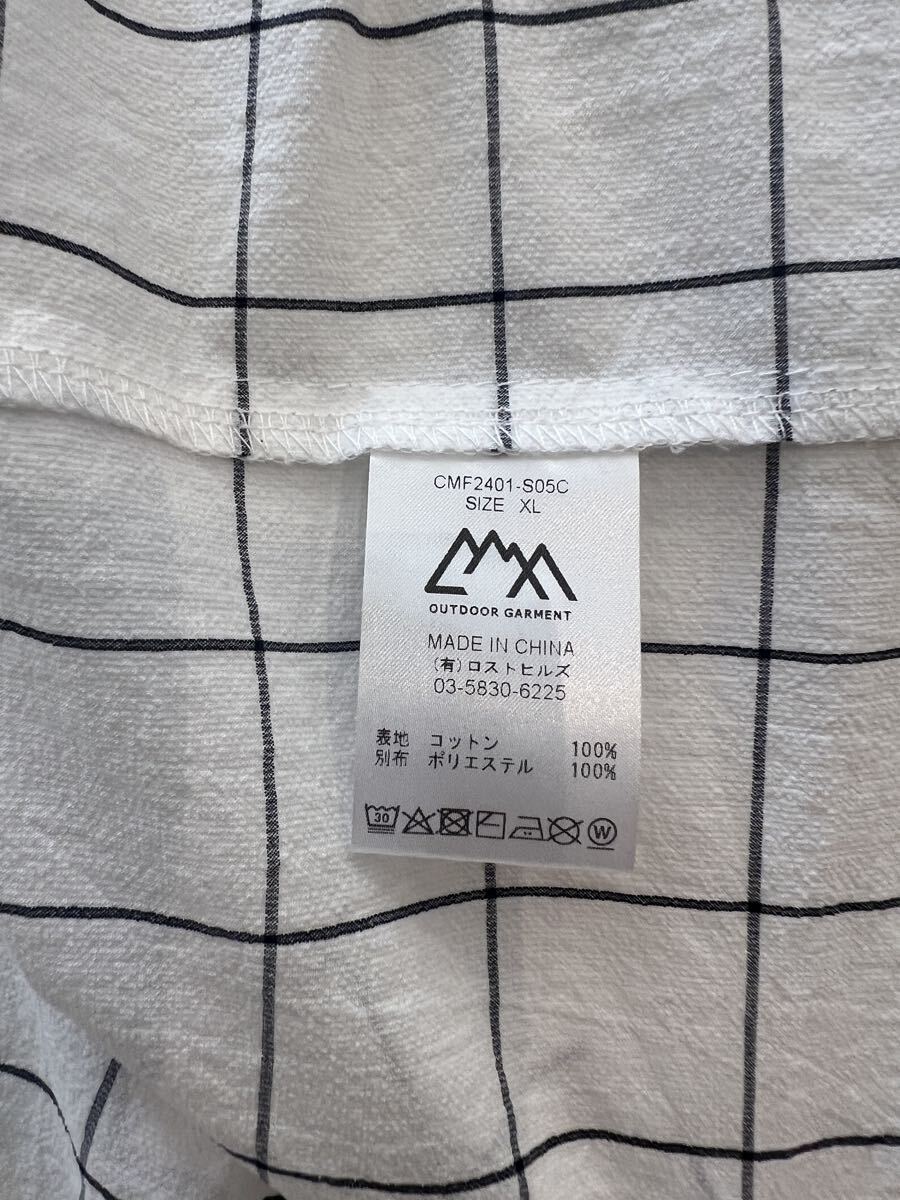 CMF2401-S05C
SIZE XL
OUTDOOR GARMENT
MADE IN CHINA
(有)ロストヒルズ
03-5830-6225
表地 コットン 100%
別布 ポリエステル 100%
30
W